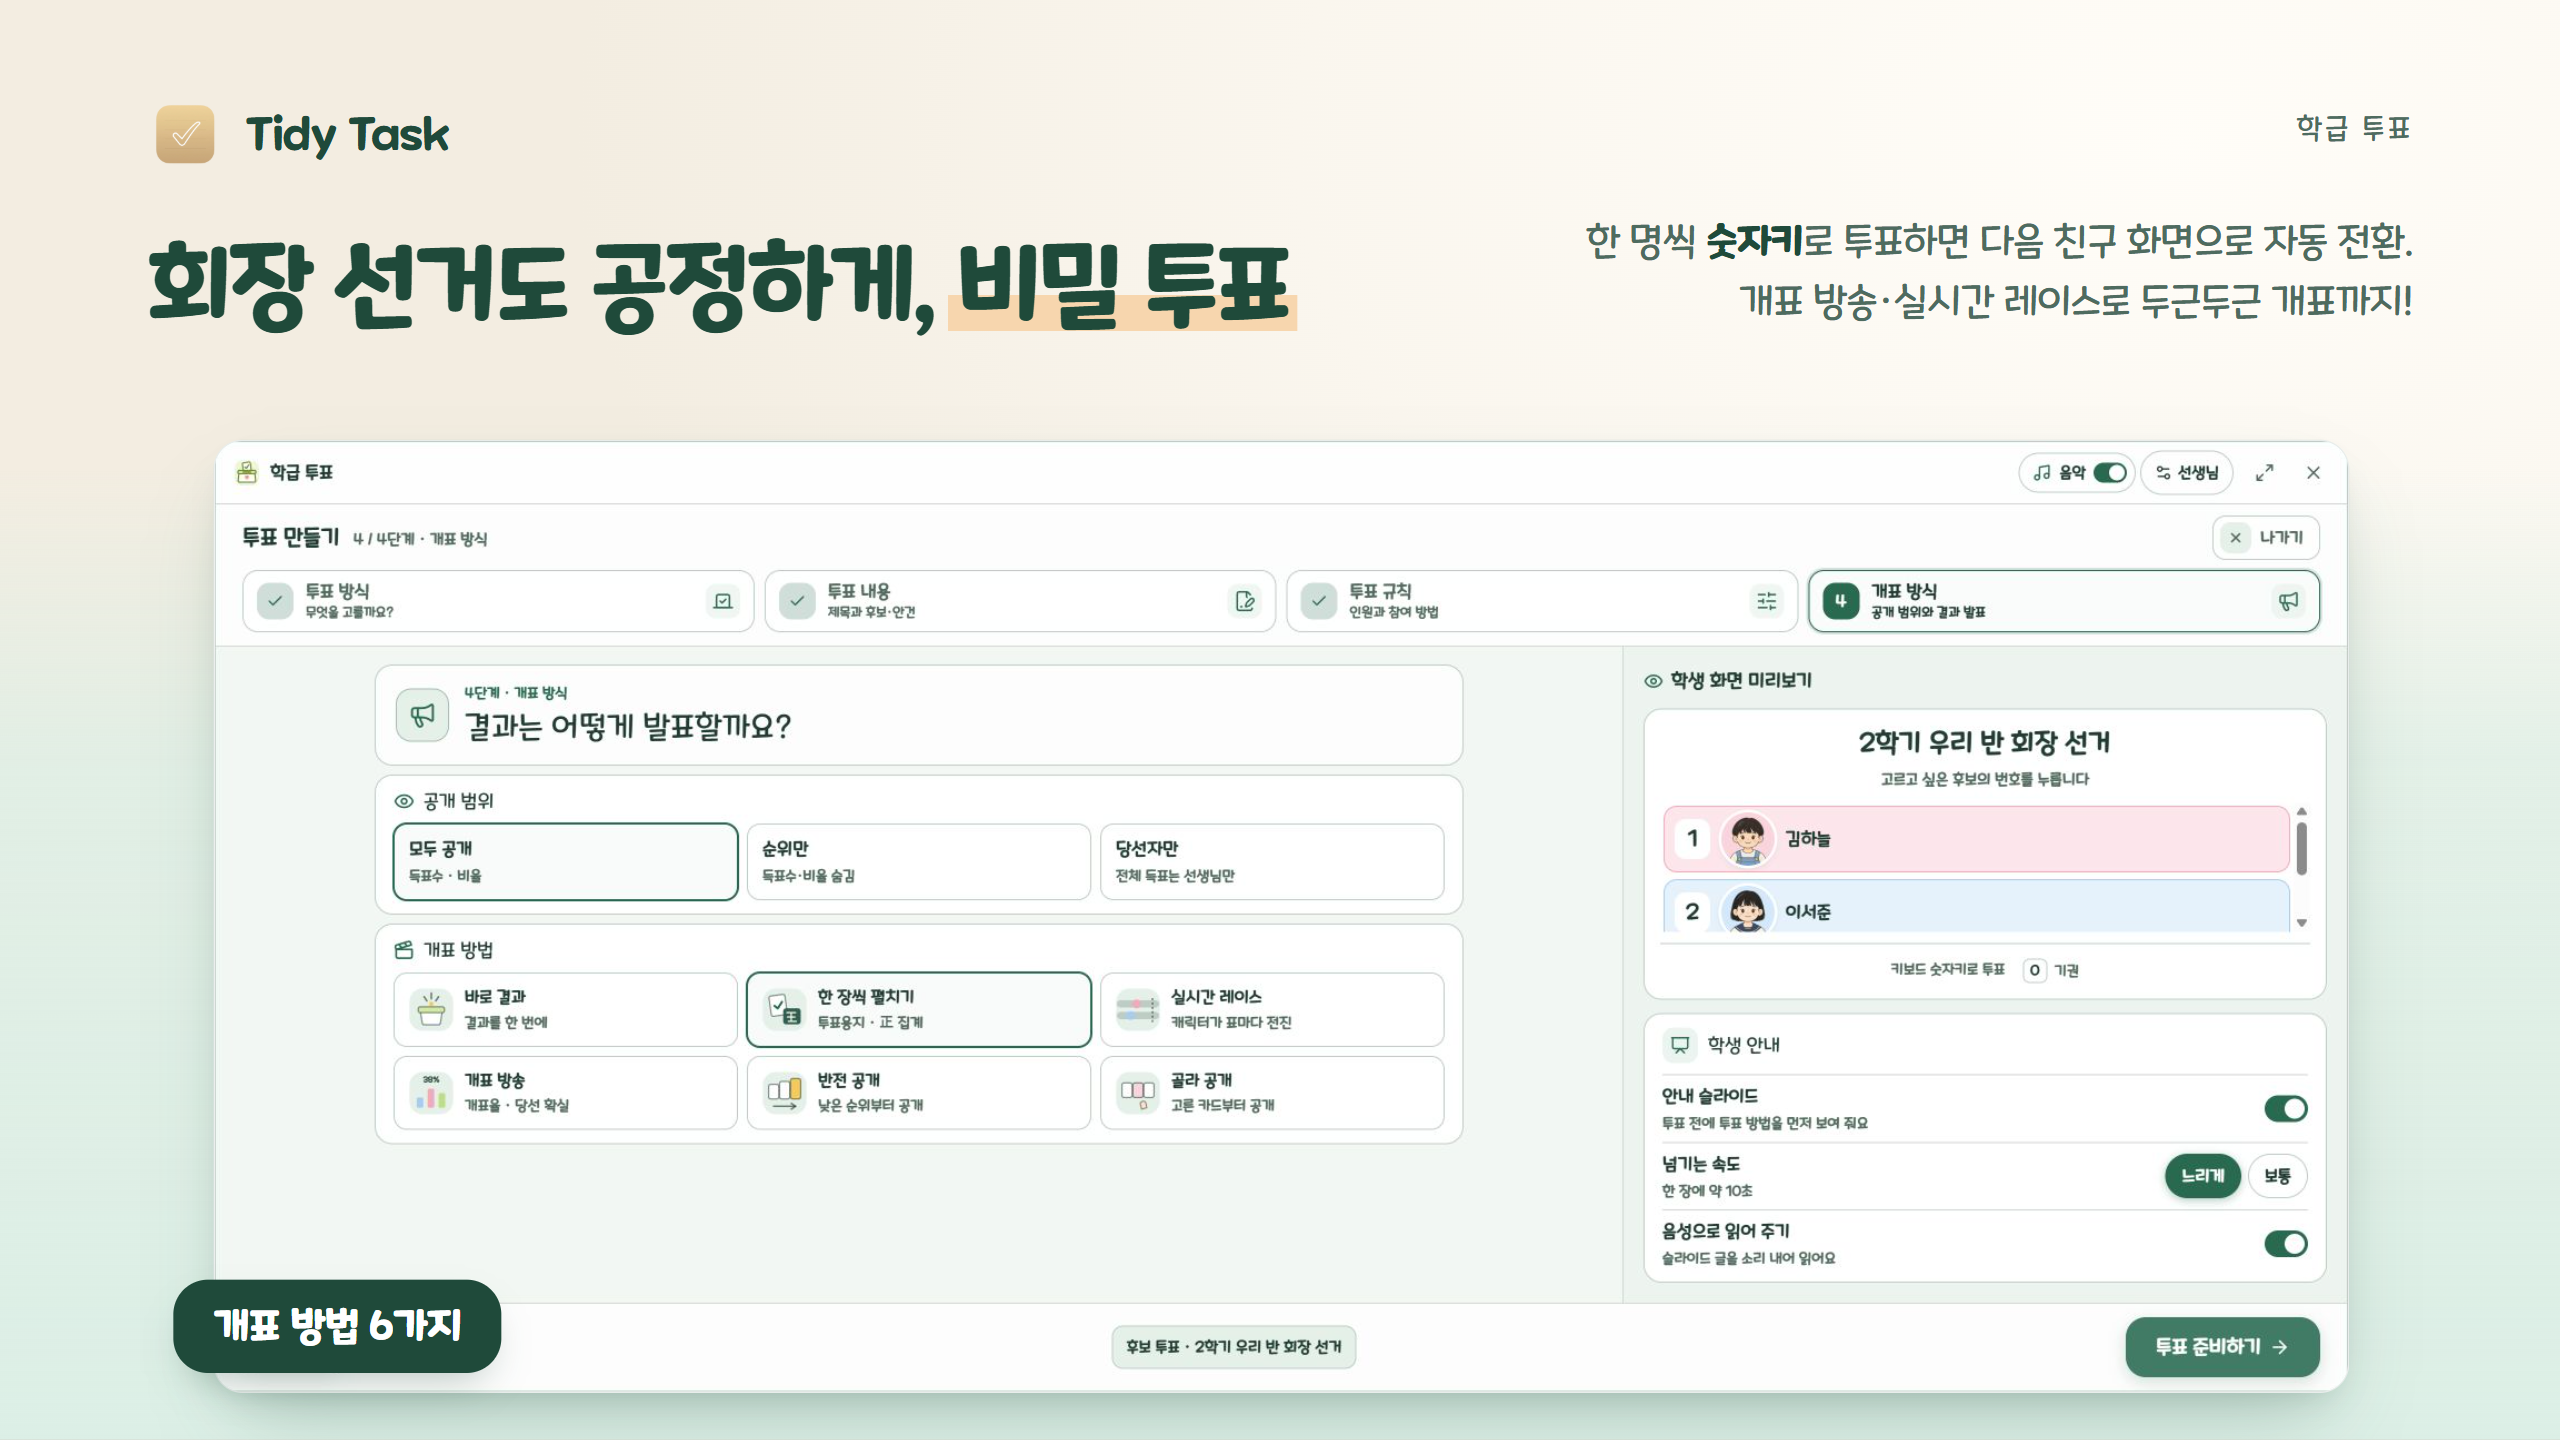 Tidy Task
학급 투표
회장 선거도 공정하게, 비밀 투표
한 명씩 숫자키로 투표하면 다음 친구 화면으로 자동 전환.
개표 방송·실시간 레이스로 두근두근 개표까지!
학급 투표
음악
선생님
투표 만들기 4 / 4단계 · 개표 방식
나가기
투표 방식
무엇을 고를까요?
투표 내용
제목과 후보·안건
투표 규칙
인원과 참여 방법
4
개표 방식
공개 범위와 결과 발표
4단계 · 개표 방식
결과는 어떻게 발표할까요?
공개 범위
모두 공개
득표수 · 비율
순위만
득표수·비율 숨김
당선자만
전체 득표는 선생님만
개표 방법
바로 결과
결과를 한 번에
한 장씩 펼치기
투표용지 · 正 집계
실시간 레이스
캐릭터가 표마다 전진
38%
개표 방송
개표율 · 당선 확실
반전 공개
낮은 순위부터 공개
골라 공개
고른 카드부터 공개
학생 화면 미리보기
2학기 우리 반 회장 선거
고르고 싶은 후보의 번호를 누릅니다
1 김하늘
2 이서준
키보드 숫자키로 투표 0 기권
학생 안내
안내 슬라이드
투표 전에 투표 방법을 먼저 보여 줘요
넘기는 속도
한 장에 약 10초
느리게 보통
음성으로 읽어 주기
슬라이드 글을 소리 내어 읽어요
개표 방법 6가지
후보 투표 · 2학기 우리 반 회장 선거
투표 준비하기 →